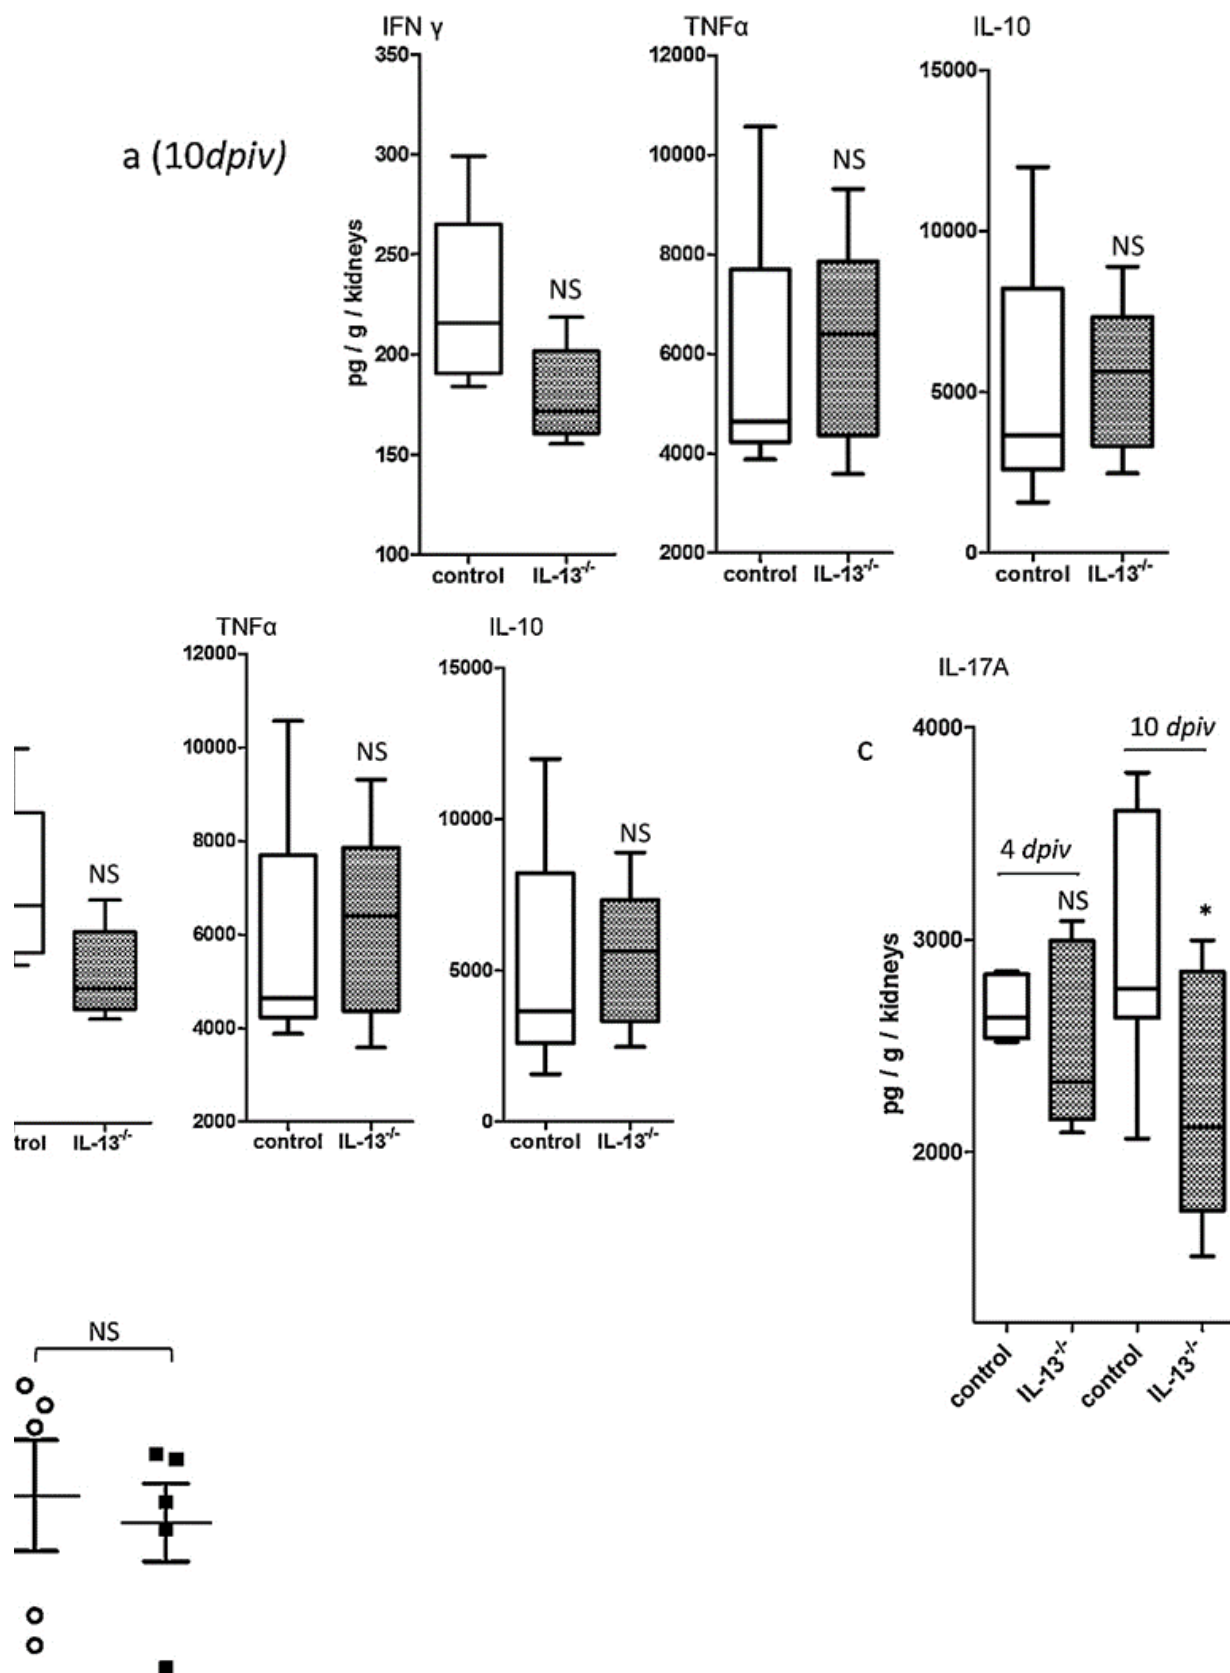 IFN γ
TNFα
IL-10
a (10dpiv)
pg / g / kidneys
350
300
250
200
150
100
NS
control
IL-13-/-
12000
10000
8000
6000
4000
2000
NS
control
IL-13-/-
15000
10000
5000
0
NS
control
IL-13-/-
TNFα
IL-10
NS
trol
IL-13-/-
12000
10000
8000
6000
4000
2000
NS
control
IL-13-/-
15000
10000
5000
0
NS
control
IL-13-/-
IL-17A
C
pg / g / kidneys
4000
3000
2000
4 dpiv
NS
10 dpiv
*
control
IL-13-/-
control
IL-13-/-
NS